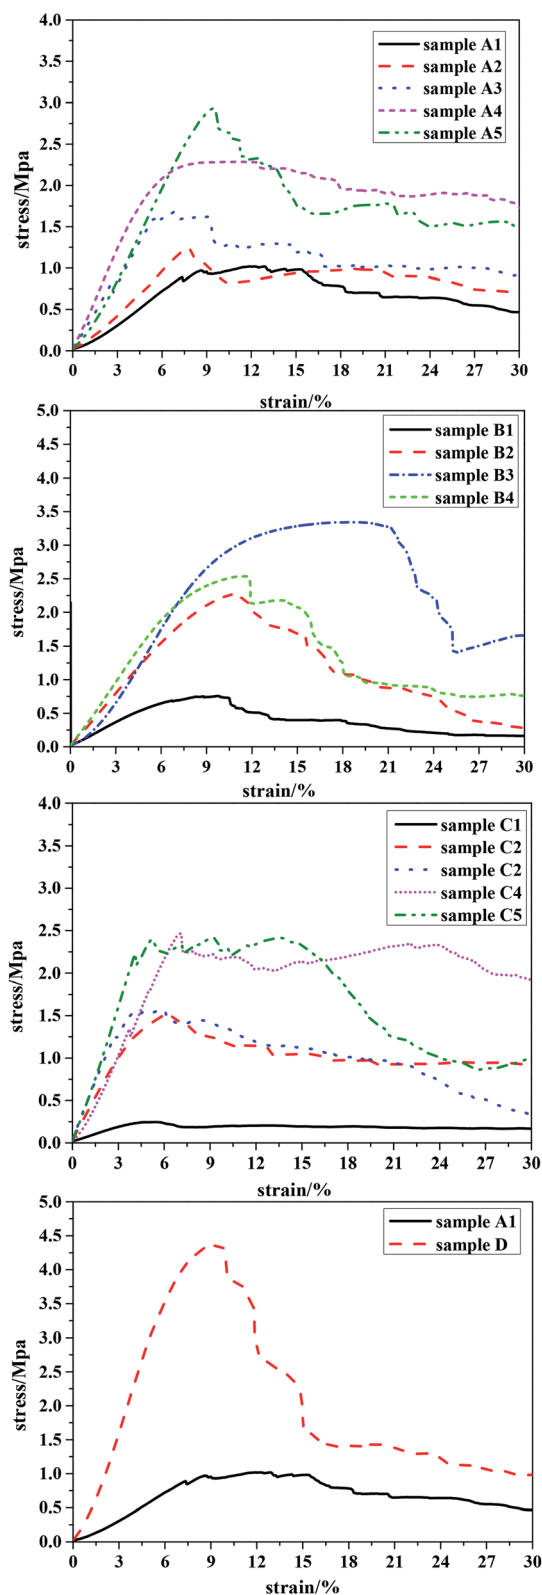 4.0
3.5
3.0
2.5
2.0
1.5
1.0
0.5
0.0
stress/Mpa
sample A1
sample A2
sample A3
sample A4
sample A5
0 3 6 9 12 15 18 21 24 27 30
strain/%
5.0
4.5
4.0
3.5
3.0
2.5
2.0
1.5
1.0
0.5
0.0
stress/Mpa
sample B1
sample B2
sample B3
sample B4
0 3 6 9 12 15 18 21 24 27 30
strain/%
4.0
3.5
3.0
2.5
2.0
1.5
1.0
0.5
0.0
stress/Mpa
sample C1
sample C2
sample C2
sample C4
sample C5
0 3 6 9 12 15 18 21 24 27 30
strain/%
5.0
4.5
4.0
3.5
3.0
2.5
2.0
1.5
1.0
0.5
0.0
stress/Mpa
sample A1
sample D
0 3 6 9 12 15 18 21 24 27 30
strain/%